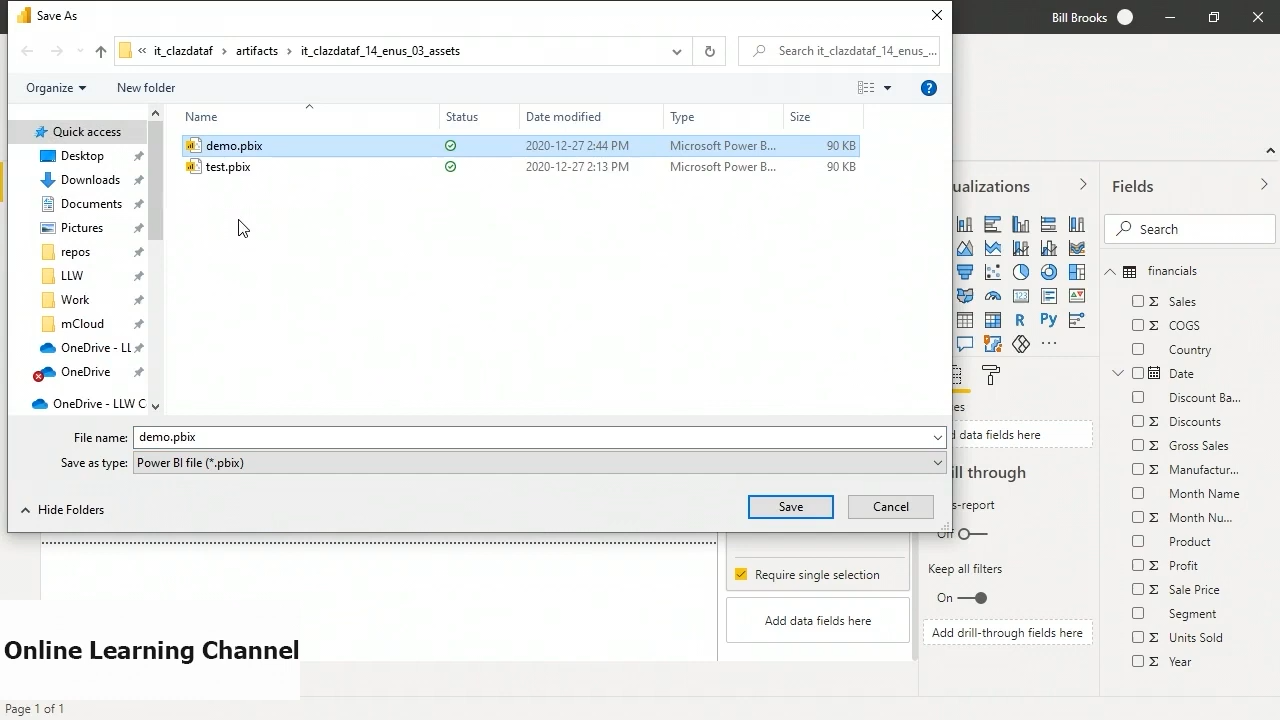 Save As
Bill Brooks
« it_clazdataf › artifacts › it_clazdataf_14_enus_03_assets
Search it_clazdataf_14_enus_...
Organize
New folder
Name
Status
Date modified
Type
Size
Quick access
Desktop
Downloads
Documents
Pictures
repos
LLW
Work
mCloud
OneDrive - LL
OneDrive
OneDrive - LLW C
demo.pbix
2020-12-27 2:44 PM
Microsoft Power B...
90 KB
test.pbix
2020-12-27 2:13 PM
Microsoft Power B...
90 KB
File name: demo.pbix
Save as type: Power BI file (*.pbix)
Hide Folders
Save
Cancel
ualizations
R
Py
123
es
d data fields here
ill through
s-report
Off
Keep all filters
On
Add drill-through fields here
Require single selection
Add data fields here
Fields
Search
financials
Σ Sales
Σ COGS
Country
Date
Discount Ba...
Σ Discounts
Σ Gross Sales
Σ Manufactur...
Month Name
Σ Month Nu...
Product
Σ Profit
Σ Sale Price
Segment
Σ Units Sold
Σ Year
Online Learning Channel
Page 1 of 1